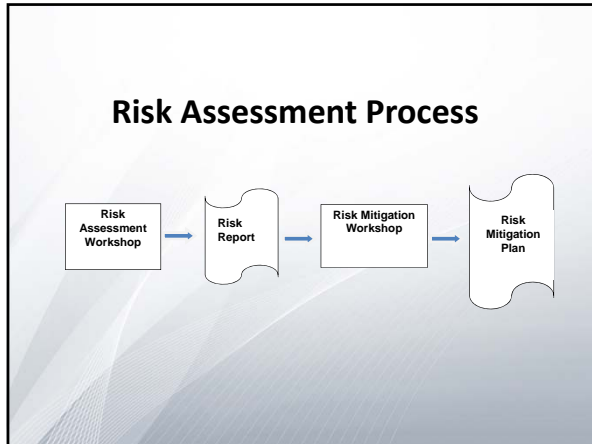 Risk Assessment Process
Risk
Assessment
Workshop
Risk
Report
Risk Mitigation
Workshop
Risk
Mitigation
Plan